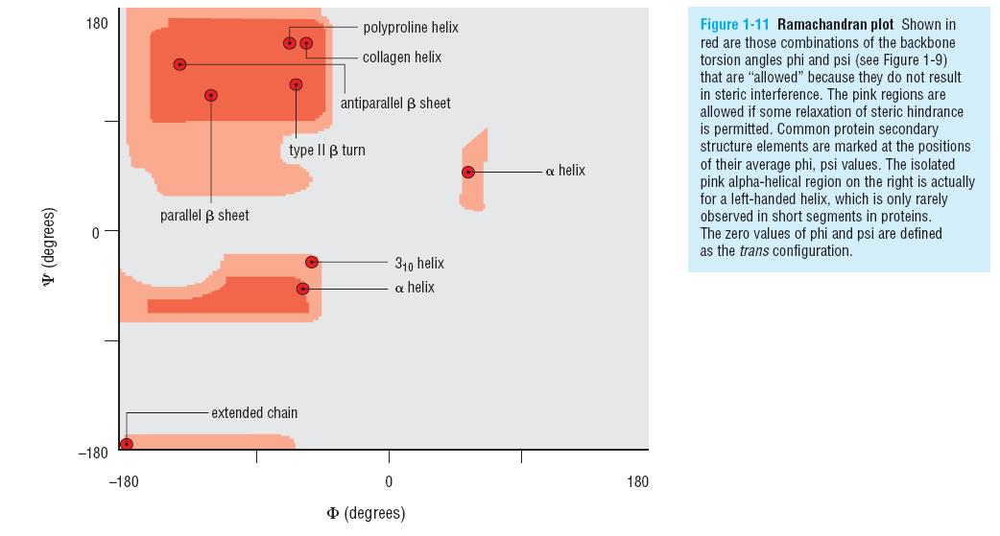 180
polyproline helix
collagen helix
antiparallel β sheet
type II β turn
α helix
parallel β sheet
0
3₁₀ helix
α helix
extended chain
–180
–180
0
180
Ψ (degrees)
Φ (degrees)
Figure 1-11 Ramachandran plot Shown in
red are those combinations of the backbone
torsion angles phi and psi (see Figure 1-9)
that are “allowed” because they do not result
in steric interference. The pink regions are
allowed if some relaxation of steric hindrance
is permitted. Common protein secondary
structure elements are marked at the positions
of their average phi, psi values. The isolated
pink alpha-helical region on the right is actually
for a left-handed helix, which is only rarely
observed in short segments in proteins.
The zero values of phi and psi are defined
as the trans configuration.